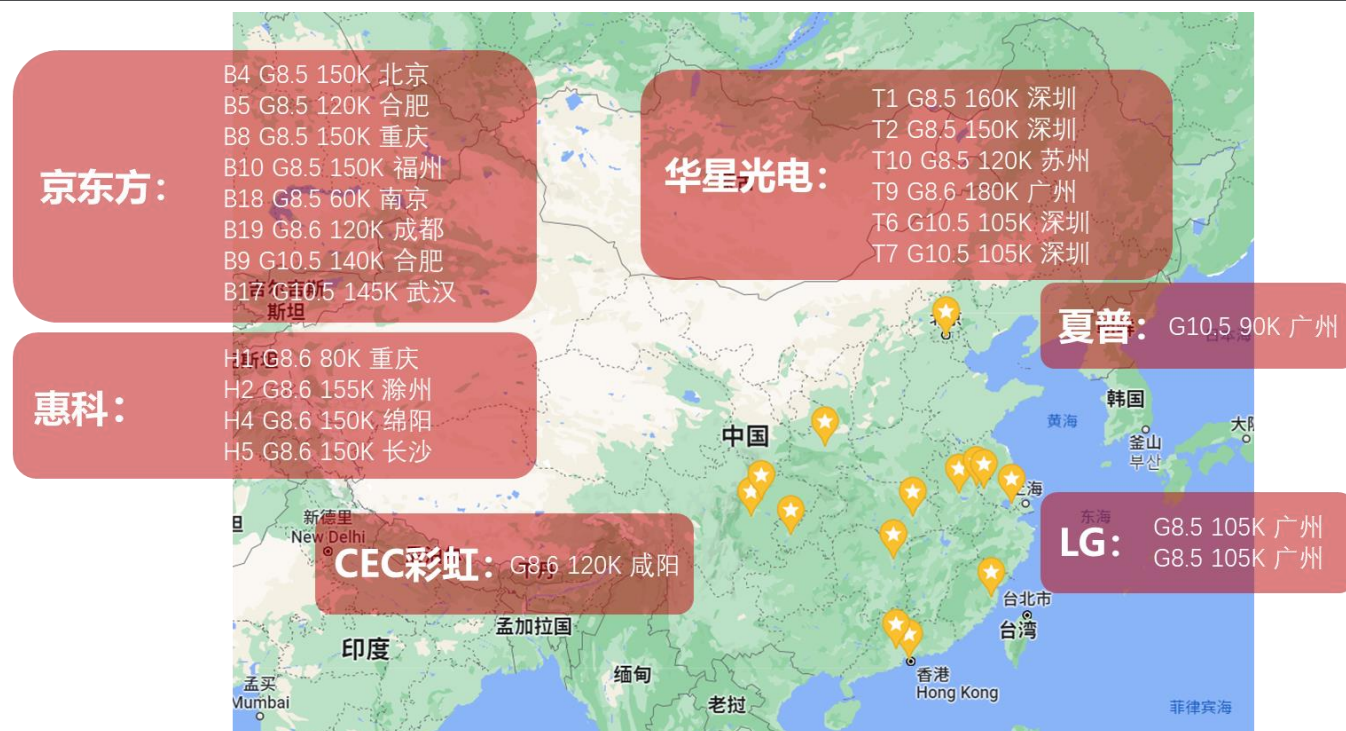 京东方：
B4 G8.5 150K 北京
B5 G8.5 120K 合肥
B8 G8.5 150K 重庆
B10 G8.5 150K 福州
B18 G8.5 60K 南京
B19 G8.6 120K 成都
B9 G10.5 140K 合肥
B17 G10.5 145K 武汉
斯坦
华星光电：
T1 G8.5 160K 深圳
T2 G8.5 150K 深圳
T10 G8.5 120K 苏州
T9 G8.6 180K 广州
T6 G10.5 105K 深圳
T7 G10.5 105K 深圳
惠科：
H1 G8.6 80K 重庆
H2 G8.6 155K 滁州
H4 G8.6 150K 绵阳
H5 G8.6 150K 长沙
夏普：
G10.5 90K 广州
韩国
黄海
釜山
부산
中国
新德里
New Delhi
CEC彩虹：
G8.6 120K 咸阳
东海
LG：
G8.5 105K 广州
G8.5 105K 广州
台北市
台湾
孟加拉国
印度
缅甸
香港
Hong Kong
孟买
Mumbai
老挝
菲律宾海